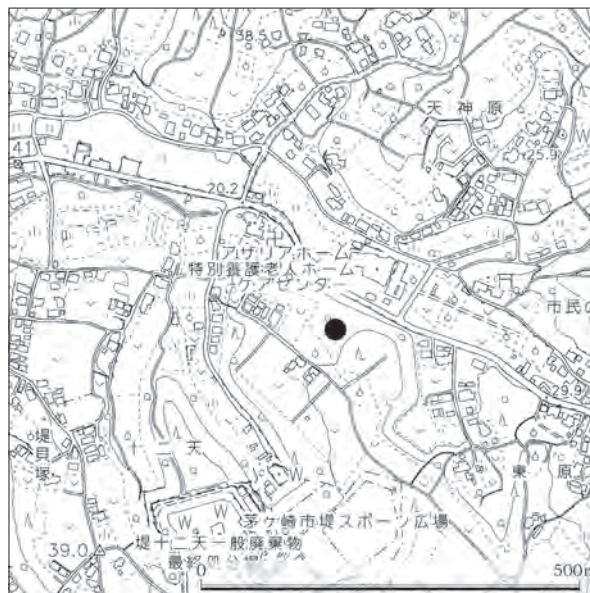 38.5
天神原
25.9
41
20.2
アザリアホーム
特別養護老人ホーム
ケアセンター
市民の
29.9
堤貝塚
十二天
東原
茅ヶ崎市堤スポーツ広場
39.0
堤十二天一般廃棄物
最終処分場
0
500m